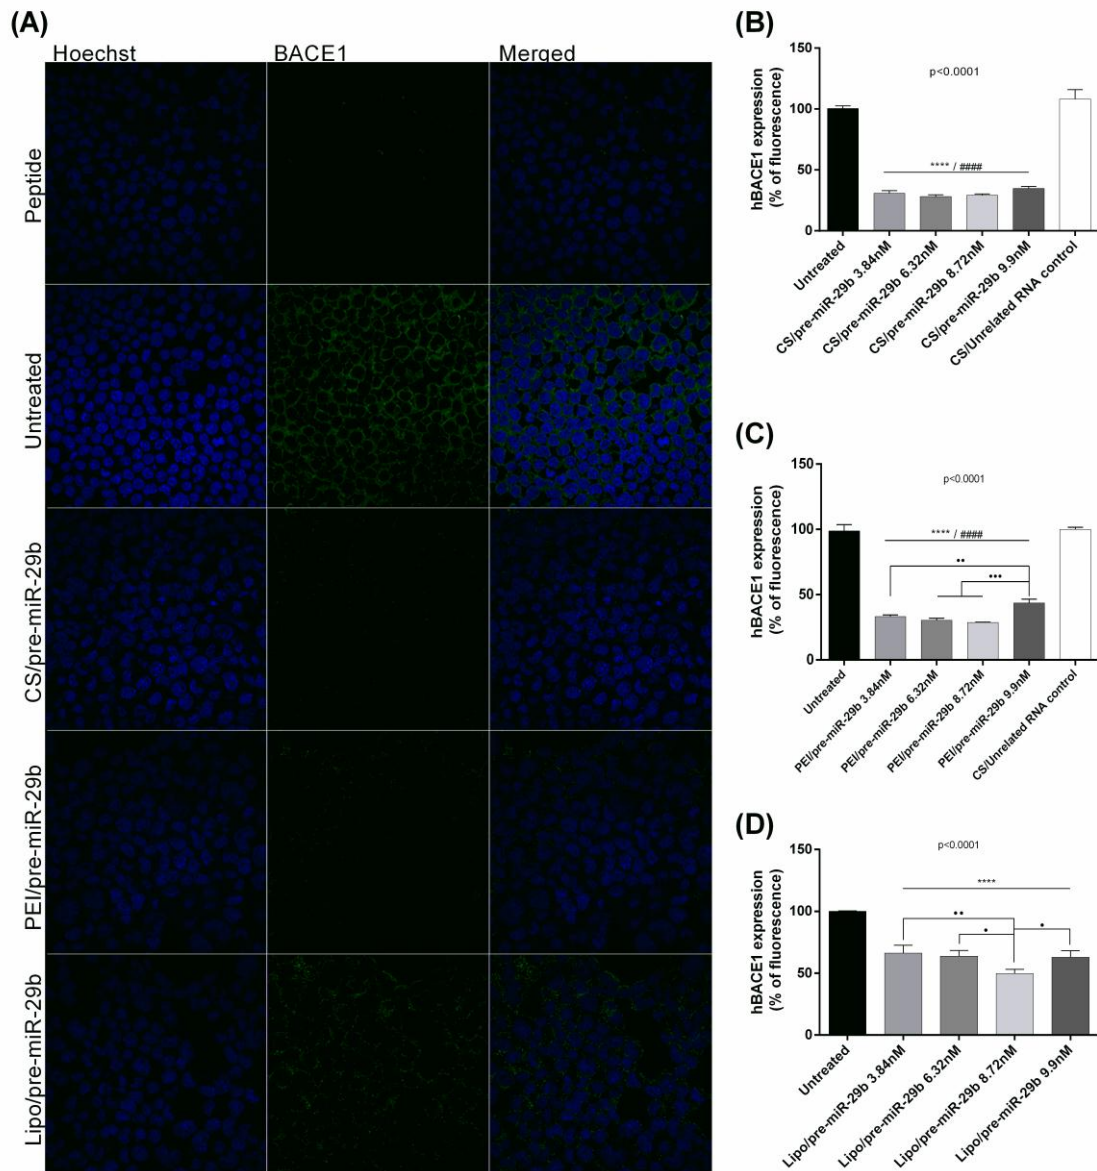 (A)
Hoechst BACE1 Merged
Peptide
Untreated
CS/pre-miR-29b
PEI/pre-miR-29b
Lipo/pre-miR-29b
(B)
hBACE1 expression
(% of fluorescence)
150
100
50
0
p<0.0001
**** / ####
Untreated
CS/pre-miR-29b 3.84nM
CS/pre-miR-29b 6.32nM
CS/pre-miR-29b 8.72nM
CS/pre-miR-29b 9.9nM
CS/Unrelated RNA control
(C)
hBACE1 expression
(% of fluorescence)
150
100
50
0
p<0.0001
**** / ####
••
•••
Untreated
PEI/pre-miR-29b 3.84nM
PEI/pre-miR-29b 6.32nM
PEI/pre-miR-29b 8.72nM
PEI/pre-miR-29b 9.9nM
CS/Unrelated RNA control
(D)
hBACE1 expression
(% of fluorescence)
150
100
50
0
p<0.0001
****
••
•
•
Untreated
Lipo/pre-miR-29b 3.84nM
Lipo/pre-miR-29b 6.32nM
Lipo/pre-miR-29b 8.72nM
Lipo/pre-miR-29b 9.9nM